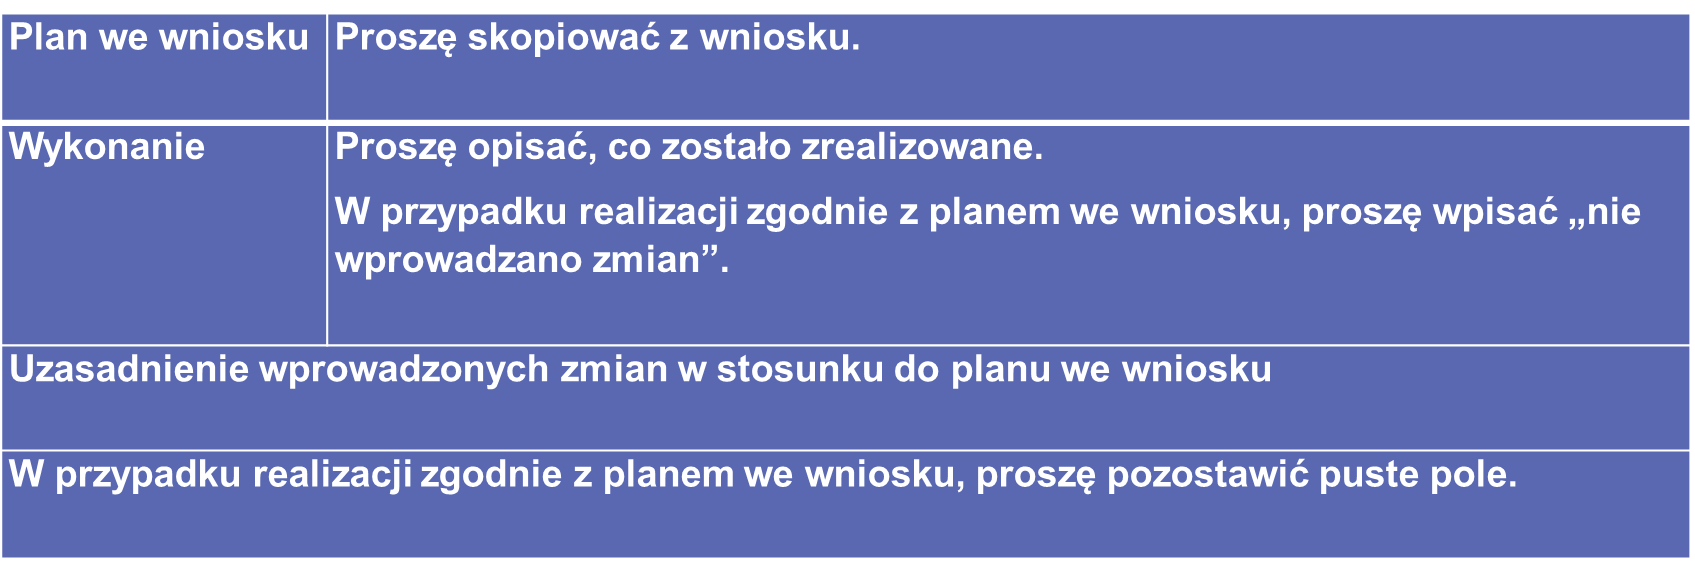 Plan we wniosku
Proszę skopiować z wniosku.
Wykonanie
Proszę opisać, co zostało zrealizowane.
W przypadku realizacji zgodnie z planem we wniosku, proszę wpisać „nie
wprowadzano zmian”.
Uzasadnienie wprowadzonych zmian w stosunku do planu we wniosku
W przypadku realizacji zgodnie z planem we wniosku, proszę pozostawić puste pole.